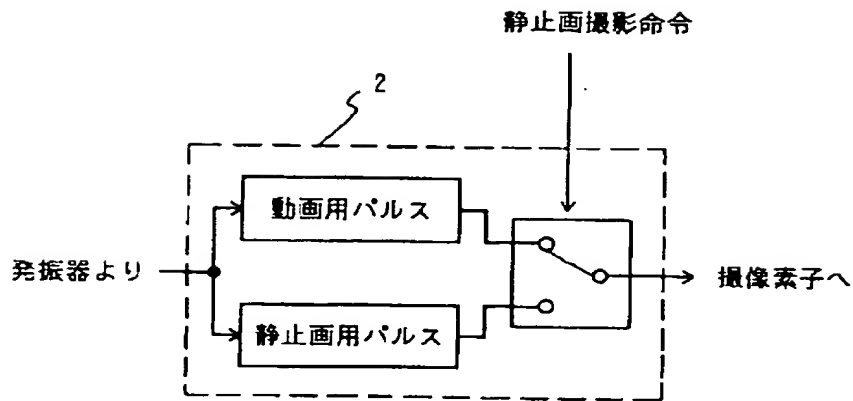 静止画撮影命令
2
動画用パルス
発振器より
撮像素子へ
静止画用パルス